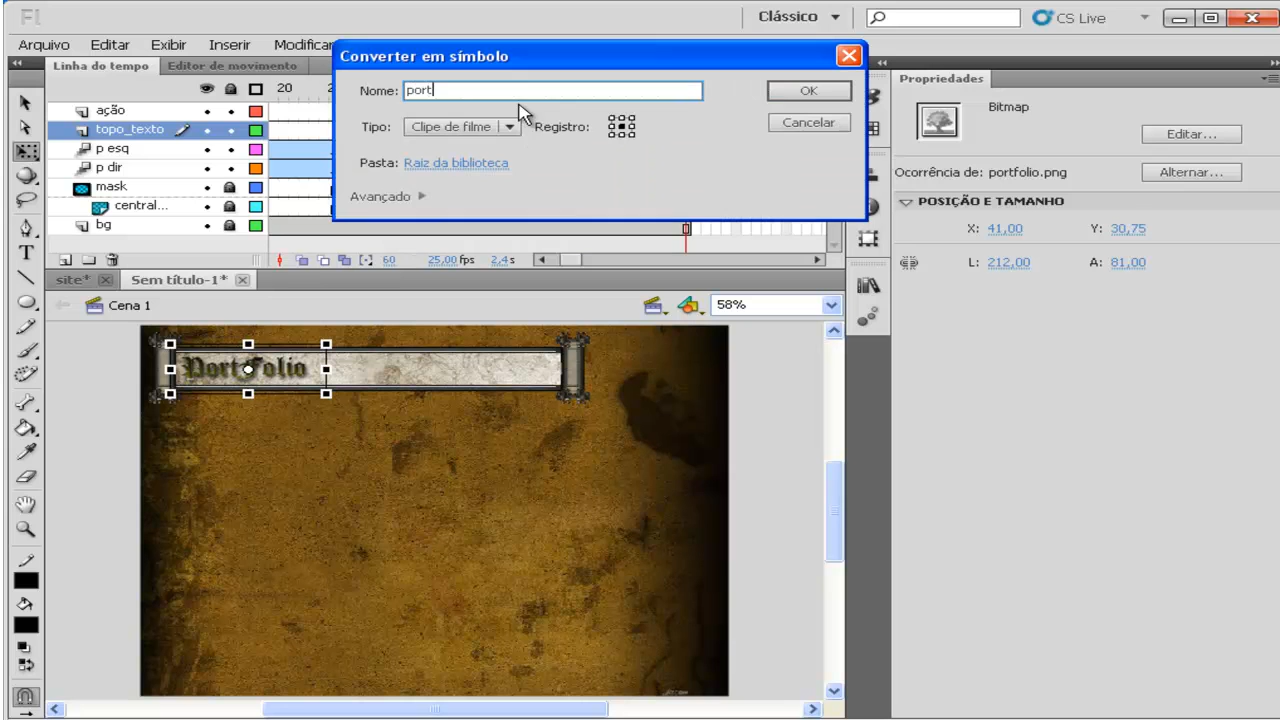 Fl
Clássico
CS Live
Arquivo Editar Exibir Inserir Modificar
Converter em símbolo
Nome: port
OK
Tipo: Clipe de filme Registro:
Cancelar
Pasta: Raiz da biblioteca
Avançado
Linha do tempo Editor de movimento
20
ação
topo_texto
p esq
p dir
mask
central...
bg
60 25,00 fps 2,4 s
site* Sem título-1*
Cena 1
58%
PortFolio
Propriedades
Bitmap
Editar...
Ocorrência de: portfolio.png Alternar...
POSIÇÃO E TAMANHO
X: 41,00 Y: 30,75
L: 212,00 A: 81,00